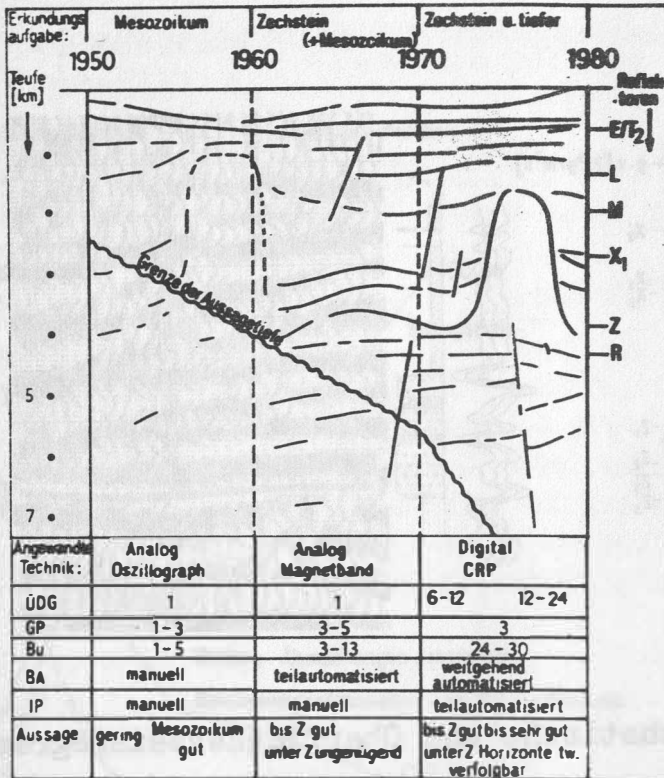 Erkundungs Mesozoikum Zechstein Zechstein u. tiefer
aufgabe: (+Mesozoikum)
1950 1960 1970 1980
Teufe Reflek
[km] toren
E/T2
L
M
X1
Grenze der Aussagetiefe
Z
R
5
7
Angewandte Analog Analog Digital
Technik: Oszillograph Magnetband CRP
ÜDG 1 1 6-12 12-24
GP 1-3 3-5 3
Bu 1-5 3-13 24-30
BA manuell teilautomatisiert weitgehend
automatisiert
IP manuell manuell teilautomatisiert
Aussage gering Mesozoikum bis Z gut bis Z gut bis sehr gut
gut unter Z ungenügend unter Z Horizonte tw.
verfolgbar